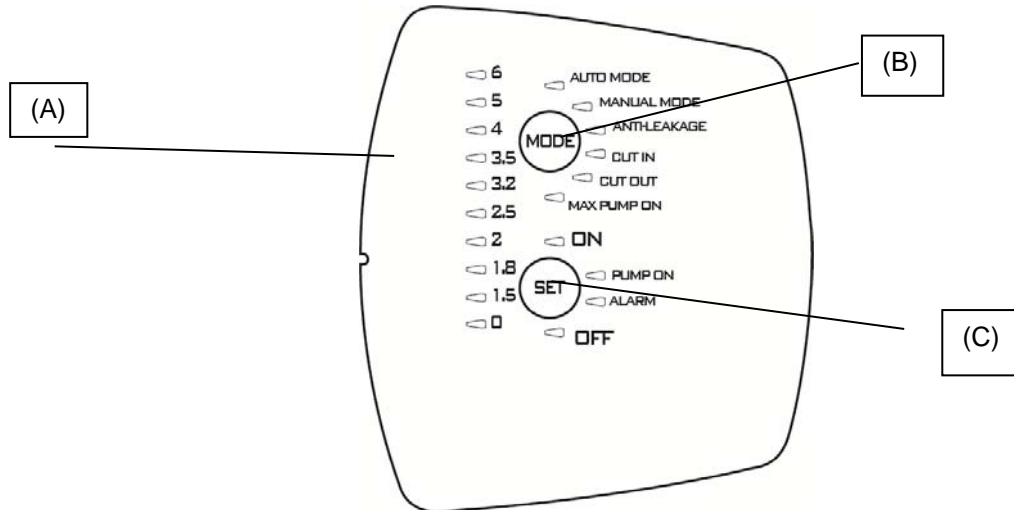 (A)
(B)
(C)
6
5
4
3.5
3.2
2.5
2
1.8
1.5
0
AUTO MODE
MANUAL MODE
ANTI-LEAKAGE
MODE
CUT IN
CUT OUT
MAX PUMP ON
ON
SET
PUMP ON
ALARM
OFF